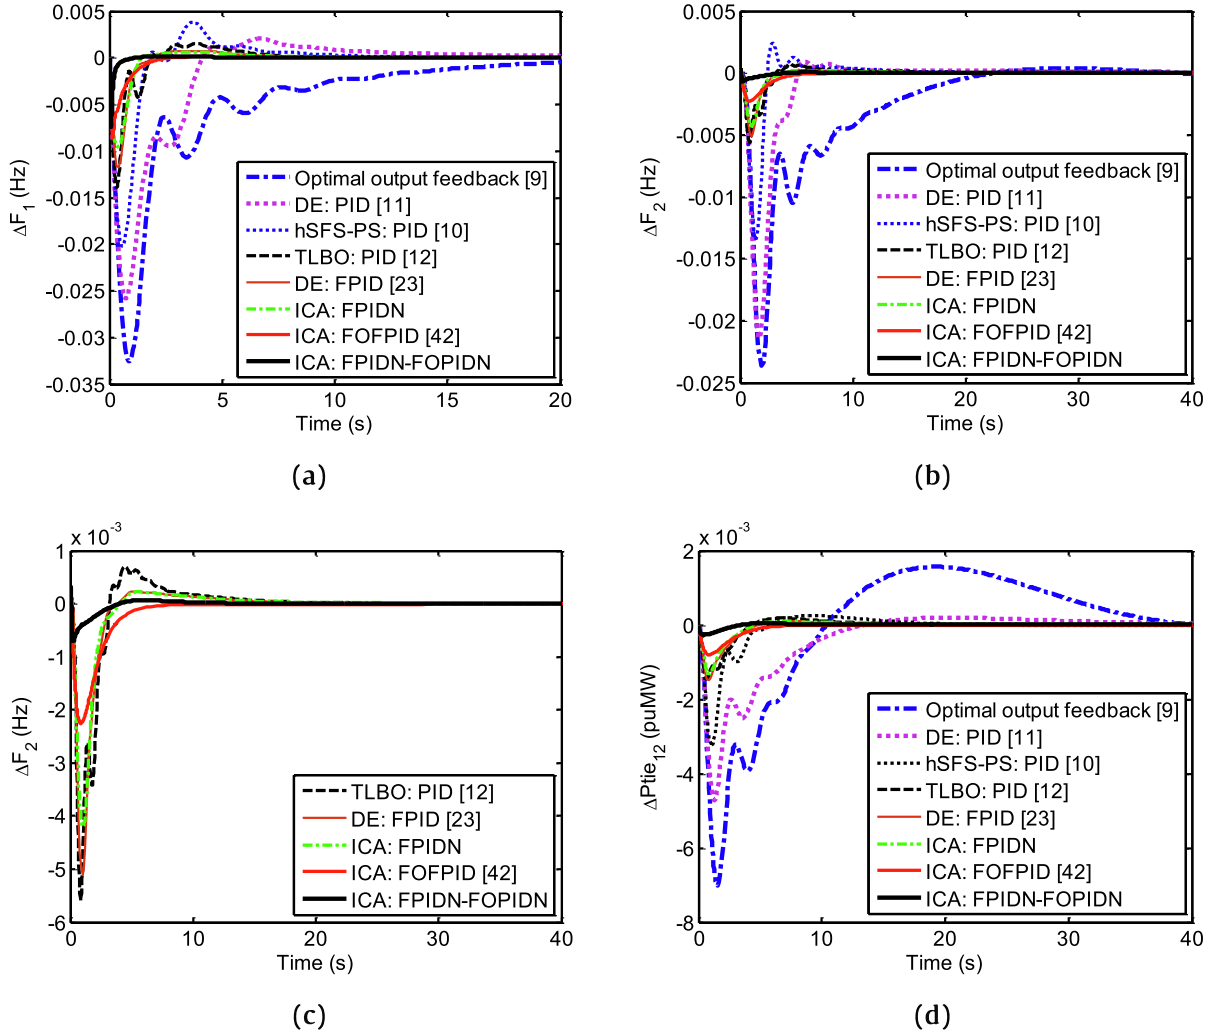 0.005
0
-0.005
-0.01
-0.015
-0.02
-0.025
-0.03
-0.035
ΔF1 (Hz)
Optimal output feedback [9]
DE: PID [11]
hSFS-PS: PID [10]
TLBO: PID [12]
DE: FPID [23]
ICA: FPIDN
ICA: FOFPID [42]
ICA: FPIDN-FOPIDN
0 5 10 15 20
Time (s)
(a)
0.005
0
-0.005
-0.01
-0.015
-0.02
-0.025
ΔF2 (Hz)
Optimal output feedback [9]
DE: PID [11]
hSFS-PS: PID [10]
TLBO: PID [12]
DE: FPID [23]
ICA: FPIDN
ICA: FOFPID [42]
ICA: FPIDN-FOPIDN
0 10 20 30 40
Time (s)
(b)
x 10-3
1
0
-1
-2
-3
-4
-5
-6
ΔF2 (Hz)
TLBO: PID [12]
DE: FPID [23]
ICA: FPIDN
ICA: FOFPID [42]
ICA: FPIDN-FOPIDN
0 10 20 30 40
Time (s)
(c)
x 10-3
2
0
-2
-4
-6
-8
ΔPtie12 (puMW)
Optimal output feedback [9]
DE: PID [11]
hSFS-PS: PID [10]
TLBO: PID [12]
DE: FPID [23]
ICA: FPIDN
ICA: FOFPID [42]
ICA: FPIDN-FOPIDN
0 10 20 30 40
Time (s)
(d)